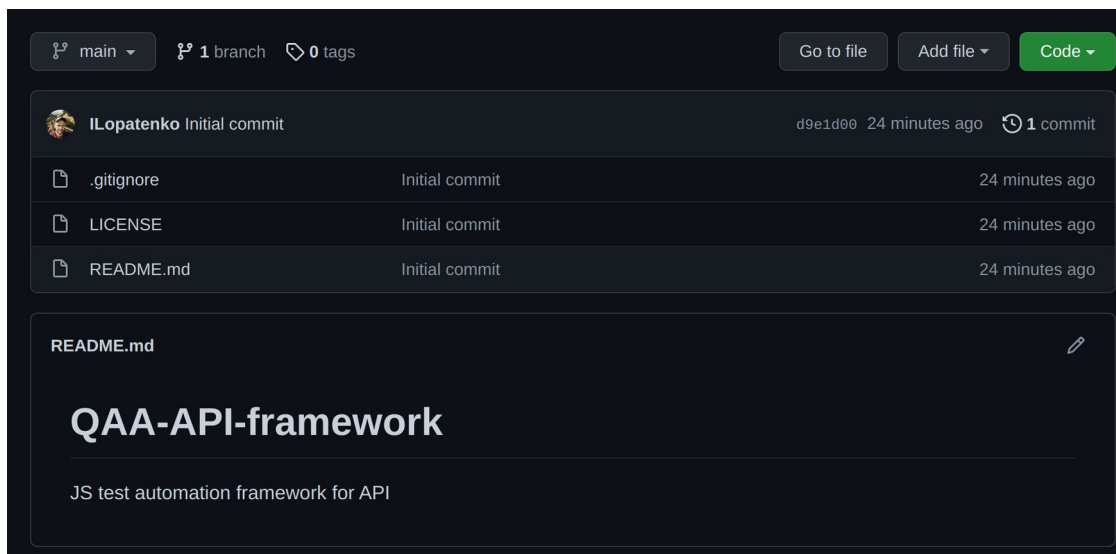 main 1 branch 0 tags Go to file Add file Code
ILopatenko Initial commit d9e1d00 24 minutes ago 1 commit
.gitignore Initial commit 24 minutes ago
LICENSE Initial commit 24 minutes ago
README.md Initial commit 24 minutes ago
README.md
QAA-API-framework
JS test automation framework for API